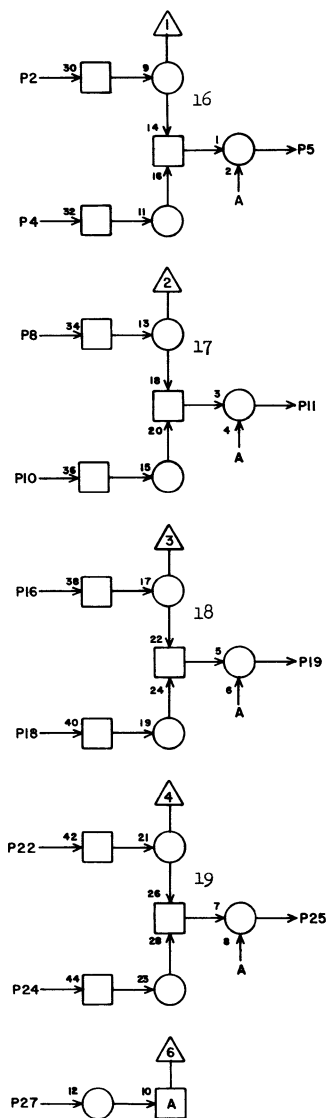 1
P2 30 9
16
14 1 P5
16 2
P4 32 11 A
2
P8 34 13
17
18 3 P11
20 4
P10 36 15 A
3
P16 38 17
18
22 5 P19
24 6
P18 40 19 A
4
P22 42 21
19
26 7 P25
28 8
P24 44 23 A
6
P27 12 10 A